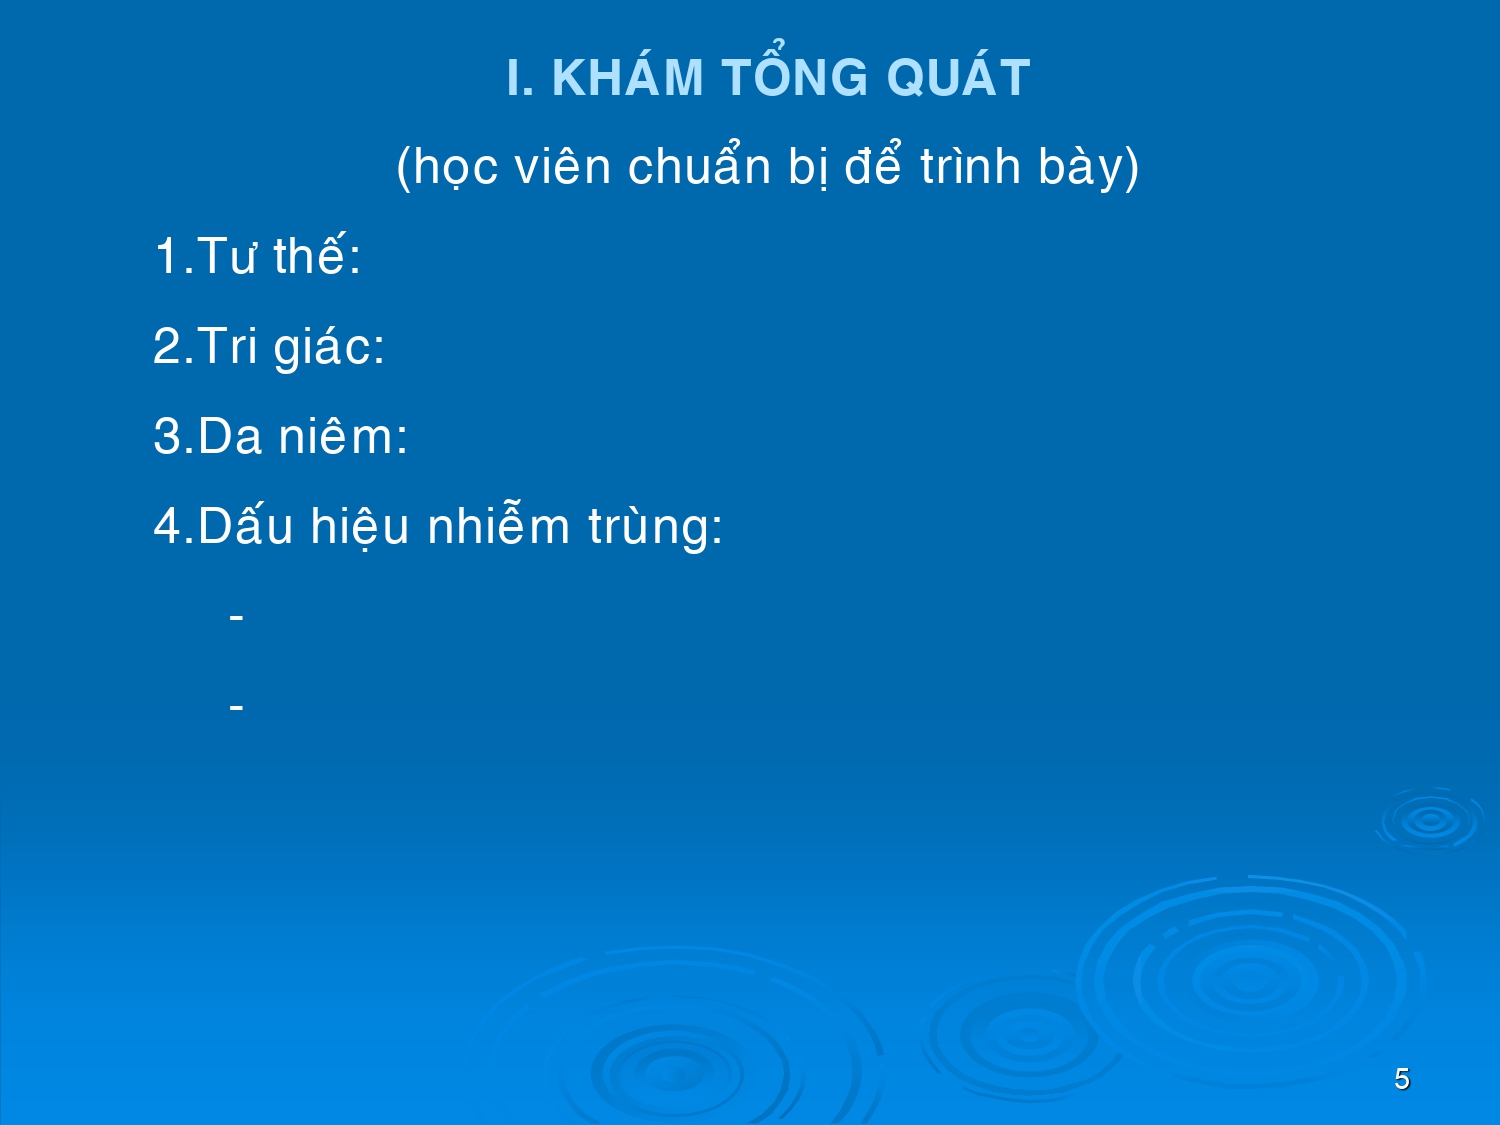 I. KHÁM TỔNG QUÁT
(học viên chuẩn bị để trình bày)
1.Tư thế:
2.Tri giác:
3.Da niêm:
4.Dấu hiệu nhiễm trùng:
-
-
5